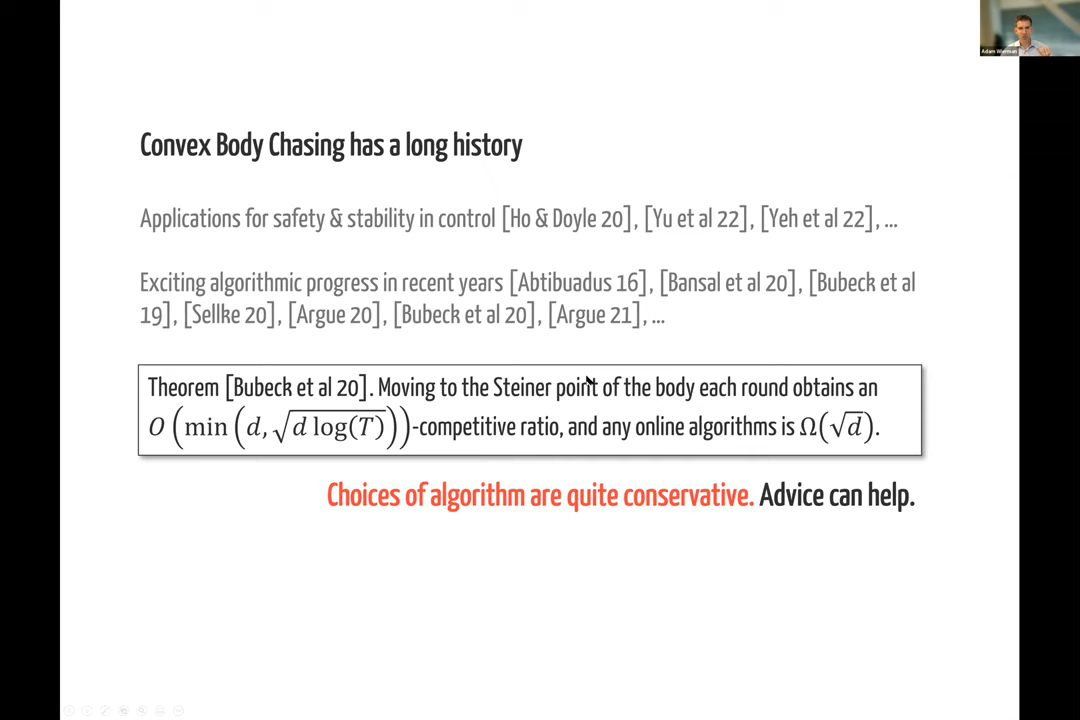 Adam Wierman
Convex Body Chasing has a long history
Applications for safety & stability in control [Ho & Doyle 20], [Yu et al 22], [Yeh et al 22], ...
Exciting algorithmic progress in recent years [Abtibuadus 16], [Bansal et al 20], [Bubeck et al
19], [Sellke 20], [Argue 20], [Bubeck et al 20], [Argue 21], ...
Theorem [Bubeck et al 20]. Moving to the Steiner point of the body each round obtains an
O(min(d, √(d log(T))))-competitive ratio, and any online algorithms is Ω(√d).
Choices of algorithm are quite conservative. Advice can help.